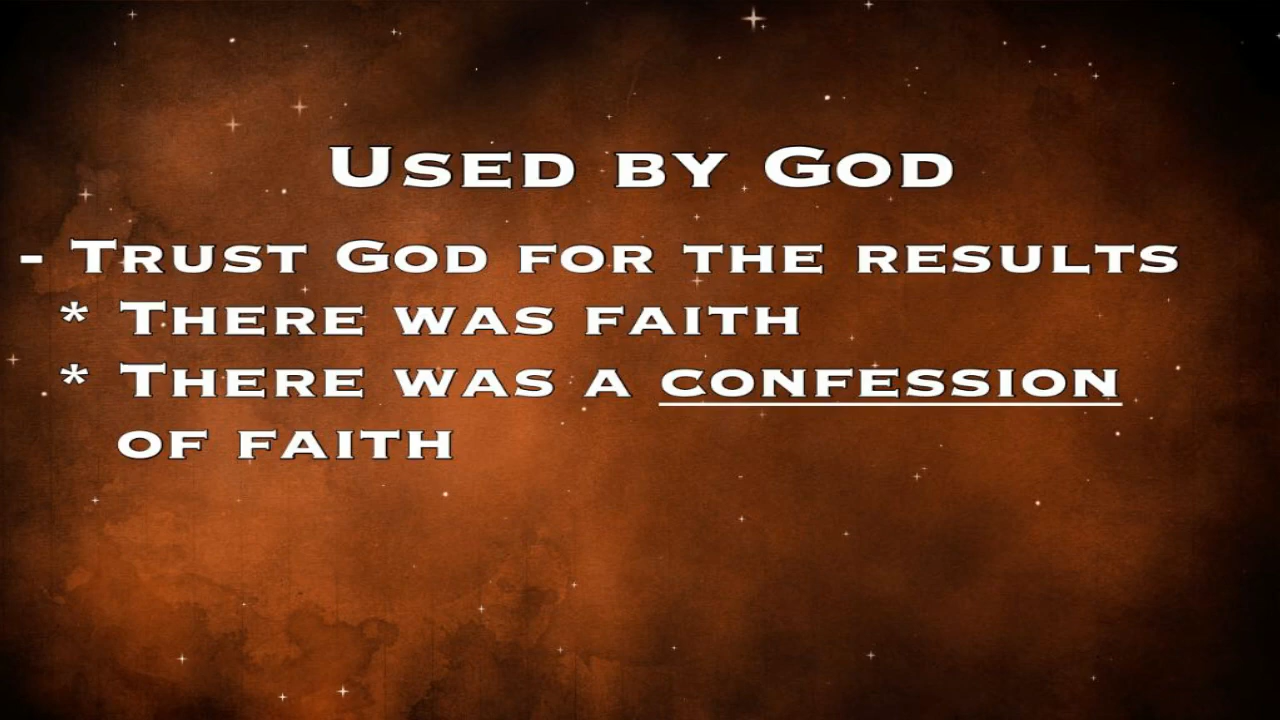 Used by God
- Trust God for the results
* There was faith
* There was a confession
of faith